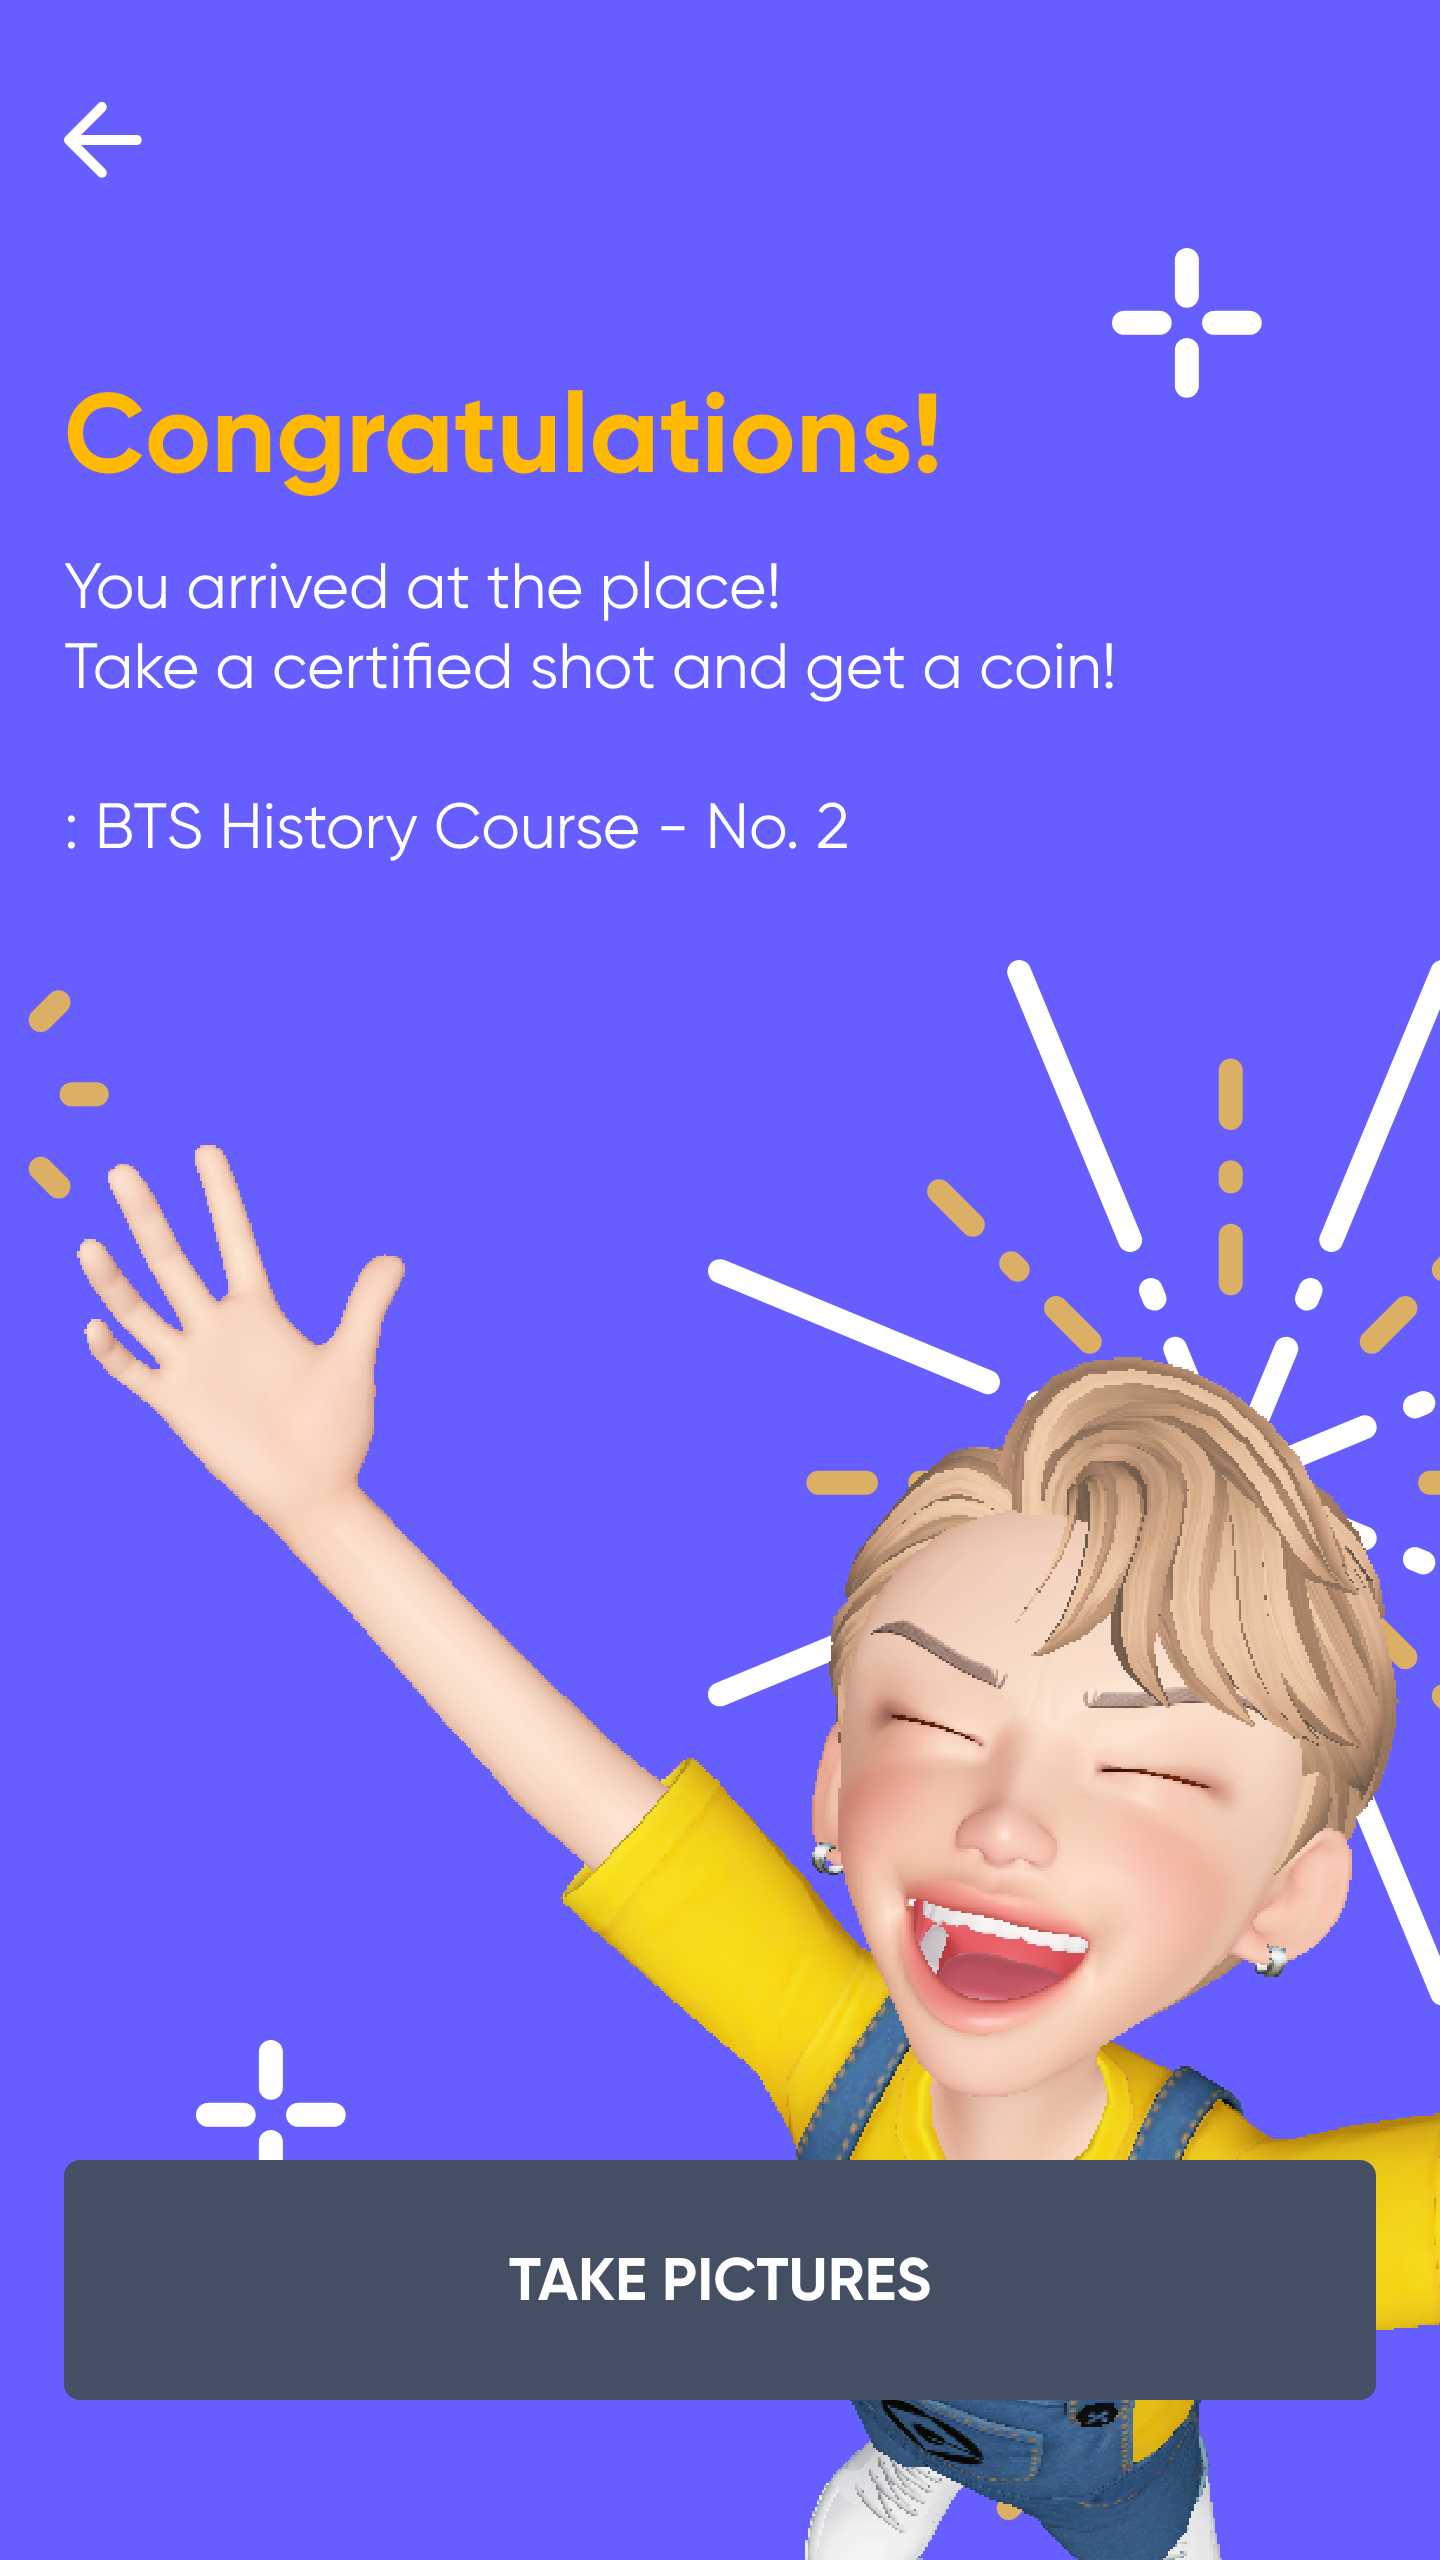 Congratulations!
You arrived at the place!
Take a certified shot and get a coin!
: BTS History Course - No. 2
TAKE PICTURES